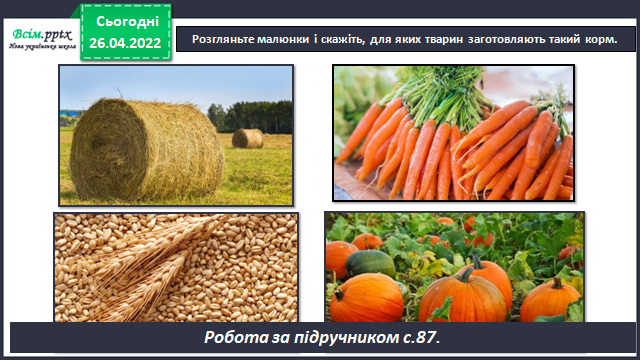 Всім.pptx
Нова українська школа
Сьогодні
26.04.2022
Розгляньте малюнки і скажіть, для яких тварин заготовляють такий корм.
Робота за підручником с.87.